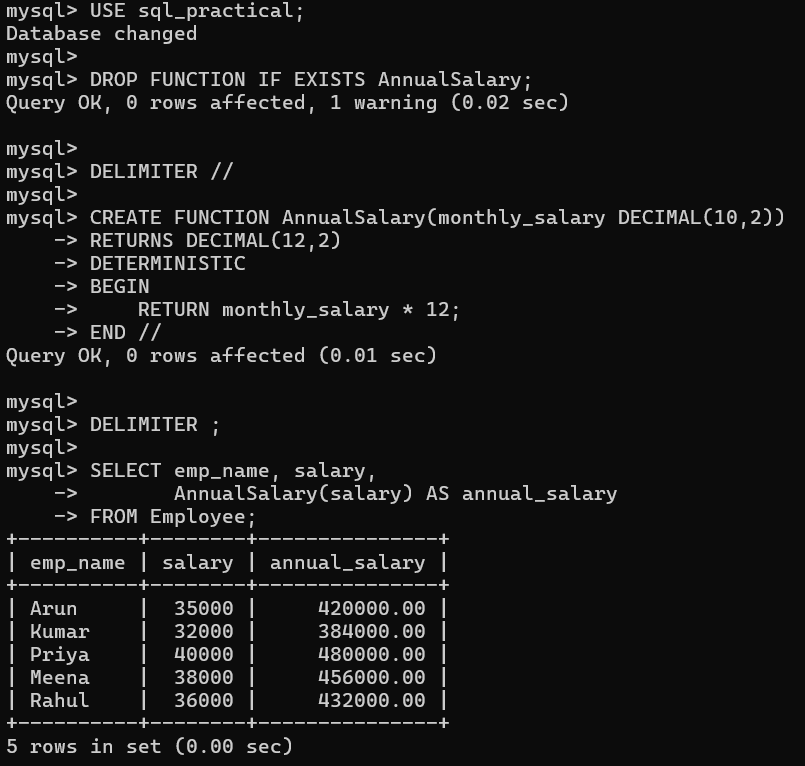 mysql> USE sql_practical;
Database changed
mysql>
mysql> DROP FUNCTION IF EXISTS AnnualSalary;
Query OK, 0 rows affected, 1 warning (0.02 sec)

mysql>
mysql> DELIMITER //
mysql>
mysql> CREATE FUNCTION AnnualSalary(monthly_salary DECIMAL(10,2))
    -> RETURNS DECIMAL(12,2)
    -> DETERMINISTIC
    -> BEGIN
    ->     RETURN monthly_salary * 12;
    -> END //
Query OK, 0 rows affected (0.01 sec)

mysql>
mysql> DELIMITER ;
mysql>
mysql> SELECT emp_name, salary,
    ->        AnnualSalary(salary) AS annual_salary
    -> FROM Employee;
+----------+--------+---------------+
| emp_name | salary | annual_salary |
+----------+--------+---------------+
| Arun     |  35000 |     420000.00 |
| Kumar    |  32000 |     384000.00 |
| Priya    |  40000 |     480000.00 |
| Meena    |  38000 |     456000.00 |
| Rahul    |  36000 |     432000.00 |
+----------+--------+---------------+
5 rows in set (0.00 sec)